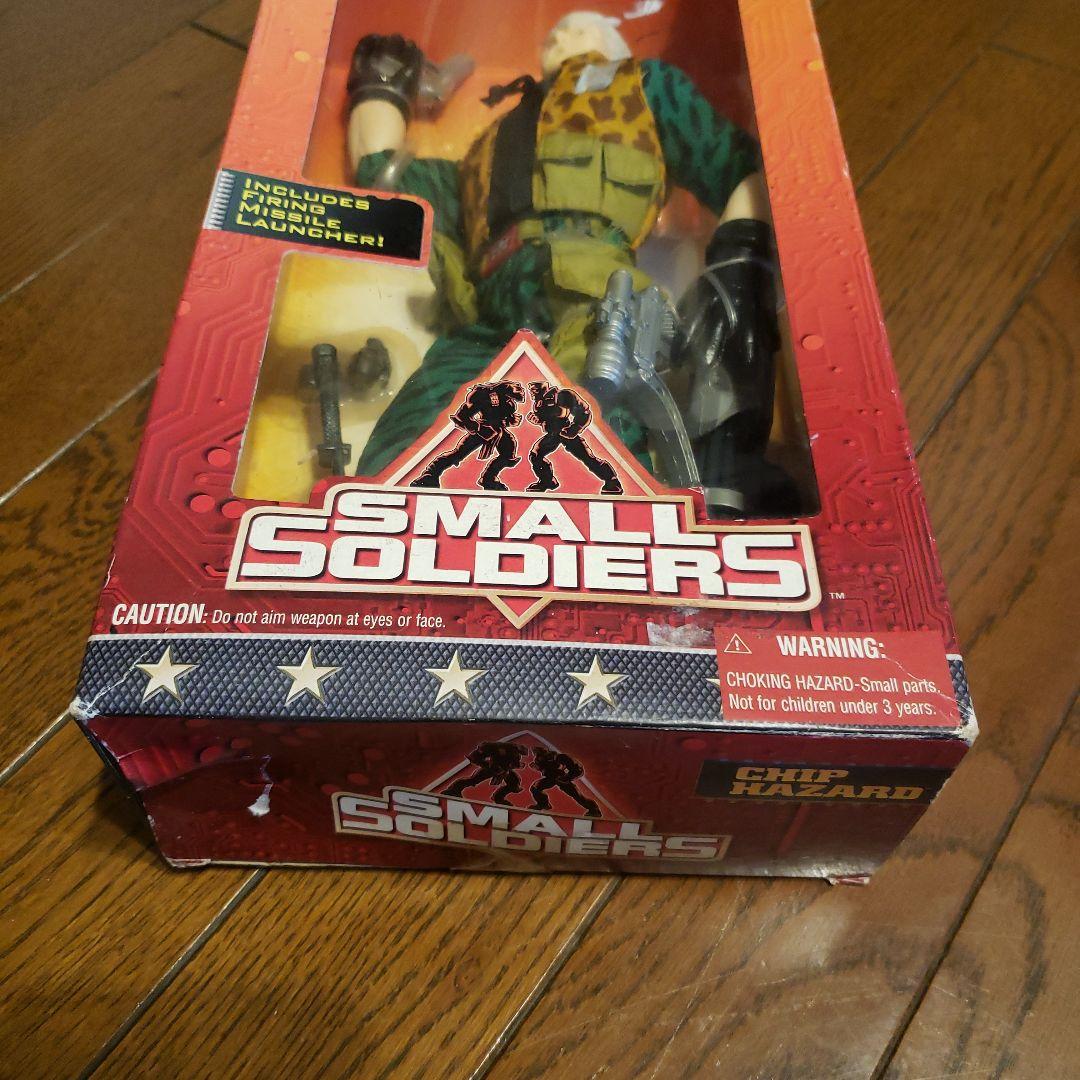 INCLUDES
FIRING
MISSILE
LAUNCHER!
SMALL
SOLDIERS
TM
CAUTION: Do not aim weapon at eyes or face.
WARNING:
CHOKING HAZARD-Small parts.
Not for children under 3 years.
SMALL
SOLDIERS
CHIP
HAZARD